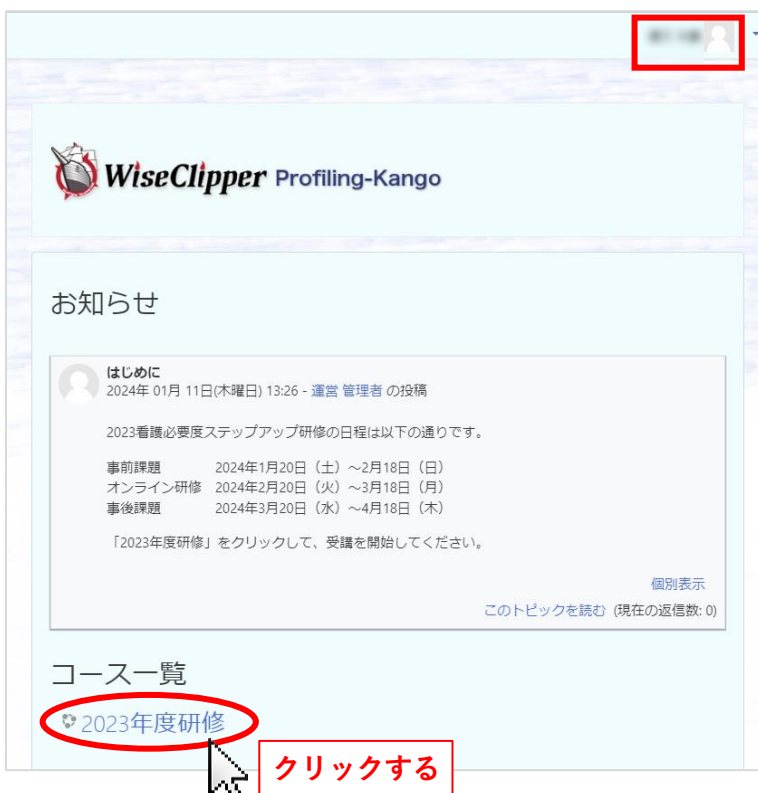 WiseClipper Profiling-Kango
お知らせ
はじめに
2024年 01月 11日(木曜日) 13:26 - 運営 管理者 の投稿
2023看護必要度ステップアップ研修の日程は以下の通りです。
事前課題 2024年1月20日（土）～2月18日（日）
オンライン研修 2024年2月20日（火）～3月18日（月）
事後課題 2024年3月20日（水）～4月18日（木）
「2023年度研修」をクリックして、受講を開始してください。
個別表示
このトピックを読む (現在の返信数: 0)
コース一覧
2023年度研修
クリックする